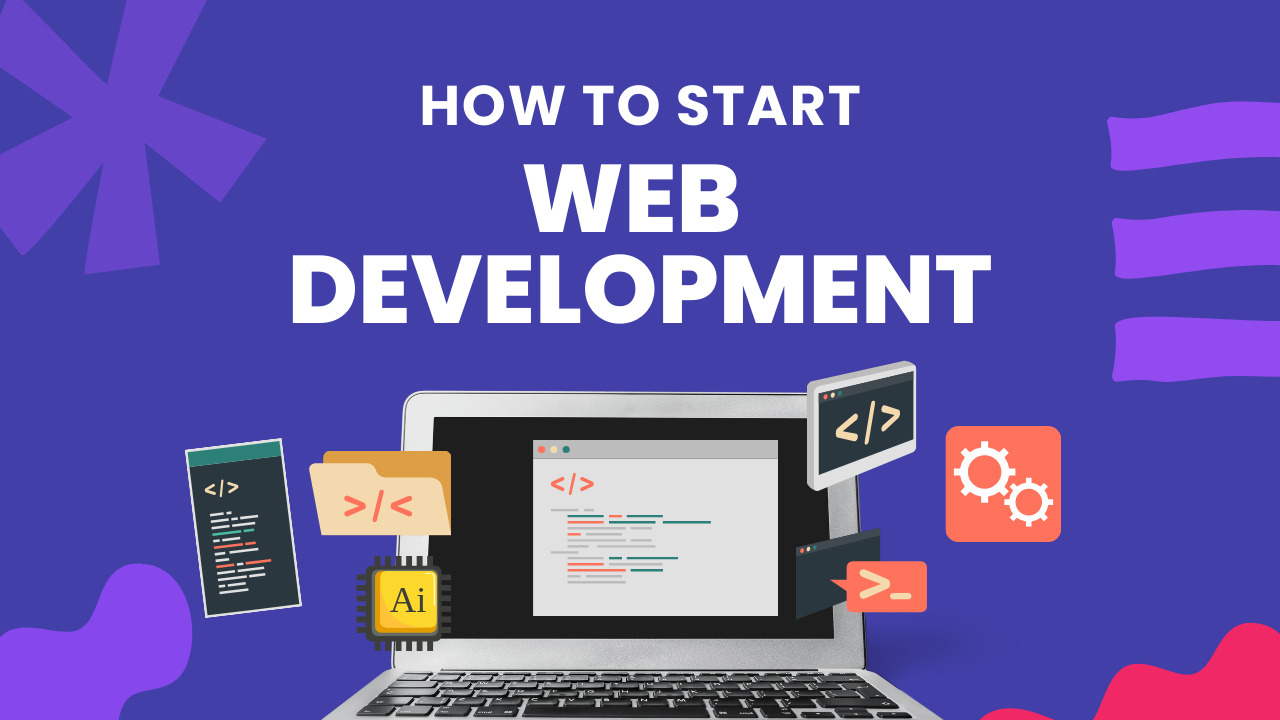 HOW TO START
WEB
DEVELOPMENT
</>
</>
>/<
</>
Ai
>_